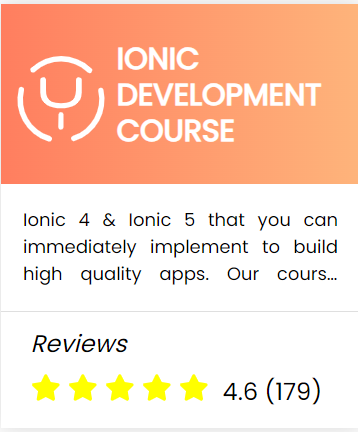 IONIC
DEVELOPMENT
COURSE
Ionic 4 & Ionic 5 that you can
immediately implement to build
high quality apps. Our cours...
Reviews
4.6 (179)